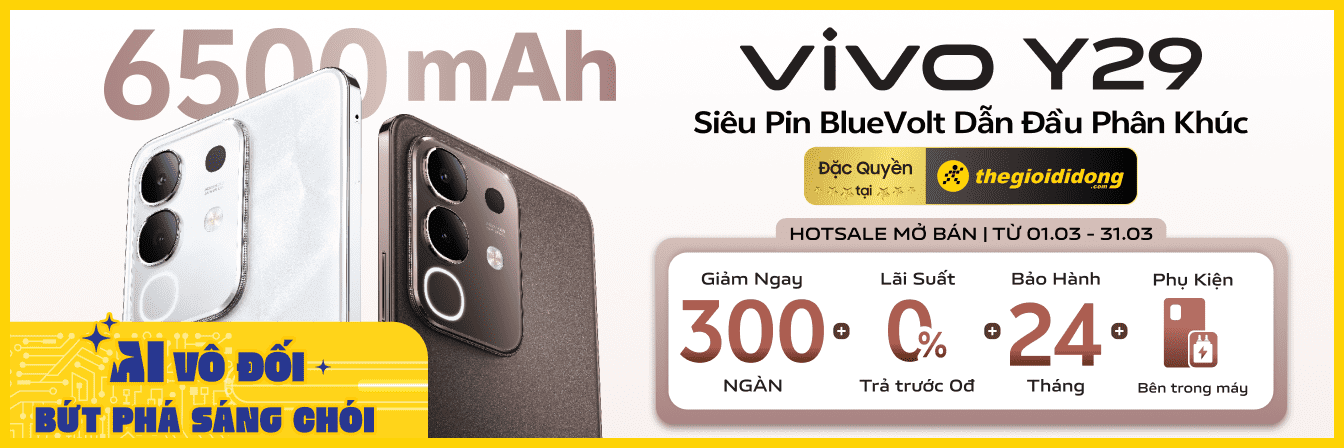 6500 mAh
vivo Y29
Siêu Pin BlueVolt Dẫn Đầu Phân Khúc
Đặc Quyền
tại
thegioididong
.com
HOTSALE MỞ BÁN | TỪ 01.03 - 31.03
Giảm Ngay
300
NGÀN
+
Lãi Suất
0%
Trả trước 0đ
+
Bảo Hành
24
Tháng
+
Phụ Kiện
Bên trong máy
AI VÔ ĐỐI
BỨT PHÁ SÁNG CHÓI